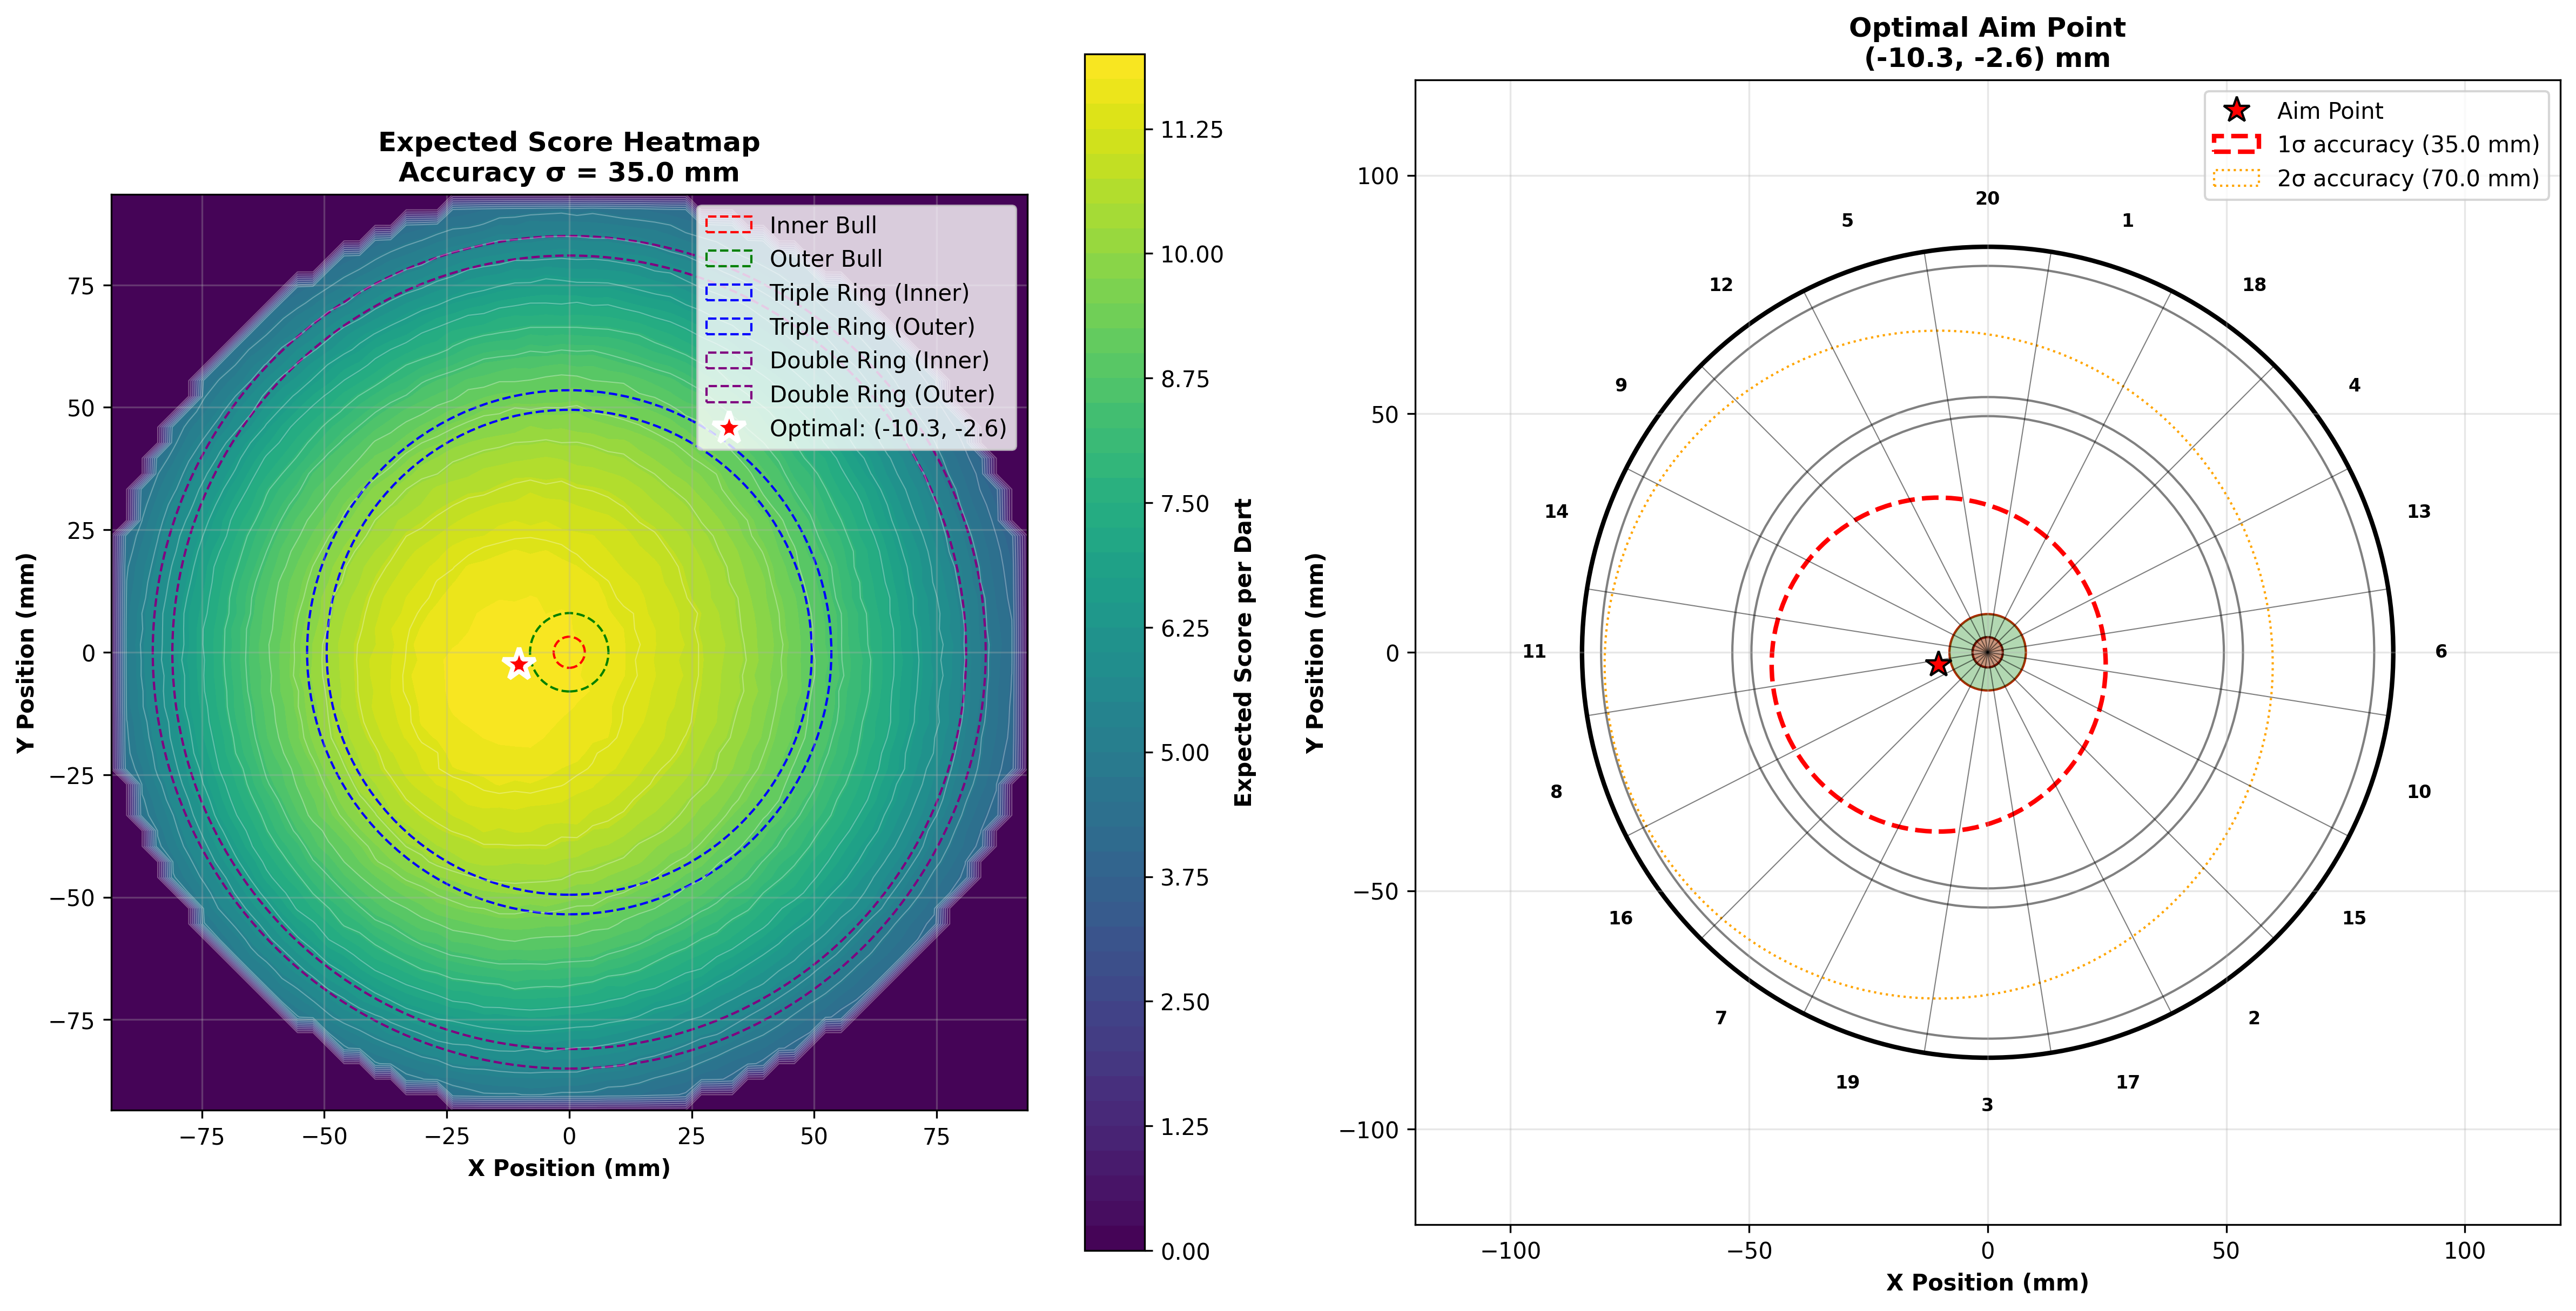 Expected Score Heatmap
Accuracy σ = 35.0 mm
Inner Bull
Outer Bull
Triple Ring (Inner)
Triple Ring (Outer)
Double Ring (Inner)
Double Ring (Outer)
Optimal: (-10.3, -2.6)
Y Position (mm)
75
50
25
0
−25
−50
−75
−75
−50
−25
0
25
50
75
X Position (mm)
11.25
10.00
8.75
7.50
6.25
5.00
3.75
2.50
1.25
0.00
Expected Score per Dart
Optimal Aim Point
(-10.3, -2.6) mm
Aim Point
1σ accuracy (35.0 mm)
2σ accuracy (70.0 mm)
Y Position (mm)
100
50
0
−50
−100
20
1
18
4
13
6
10
15
2
17
3
19
7
16
8
11
14
9
12
5
−100
−50
0
50
100
X Position (mm)